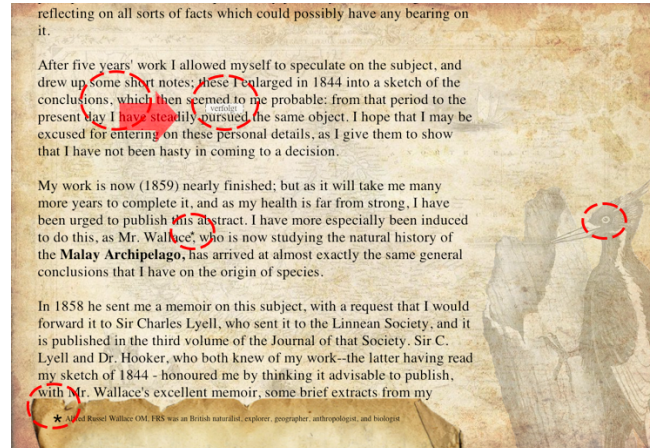 reflecting on all sorts of facts which could possibly have any bearing on
it.
After five years' work I allowed myself to speculate on the subject, and
drew up some short notes; these I enlarged in 1844 into a sketch of the
conclusions, which then seemed to me probable: from that period to the
verfolgt
present day I have steadily pursued the same object. I hope that I may be
excused for entering on these personal details, as I give them to show
that I have not been hasty in coming to a decision.
My work is now (1859) nearly finished; but as it will take me many
more years to complete it, and as my health is far from strong, I have
been urged to publish this abstract. I have more especially been induced
to do this, as Mr. Wallace*, who is now studying the natural history of
the Malay Archipelago, has arrived at almost exactly the same general
conclusions that I have on the origin of species.
In 1858 he sent me a memoir on this subject, with a request that I would
forward it to Sir Charles Lyell, who sent it to the Linnean Society, and it
is published in the third volume of the Journal of that Society. Sir C.
Lyell and Dr. Hooker, who both knew of my work--the latter having read
my sketch of 1844 - honoured me by thinking it advisable to publish,
with Mr. Wallace's excellent memoir, some brief extracts from my
* Alfred Russel Wallace OM, FRS was an British naturalist, explorer, geographer, anthropologist, and biologist